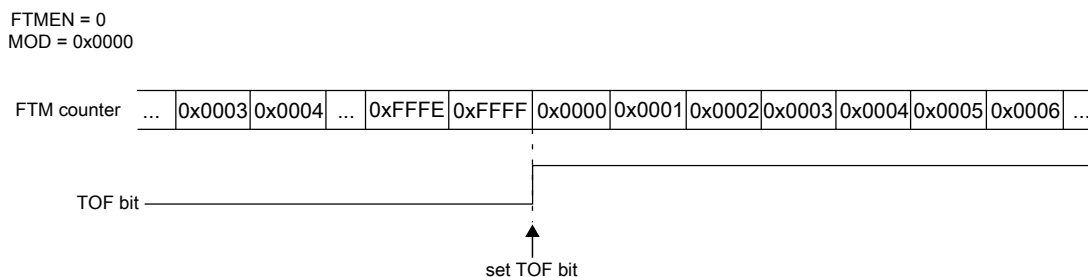 FTMEN = 0
MOD = 0x0000
FTM counter ... 0x0003 0x0004 ... 0xFFFE 0xFFFF 0x0000 0x0001 0x0002 0x0003 0x0004 0x0005 0x0006 ...
TOF bit
set TOF bit